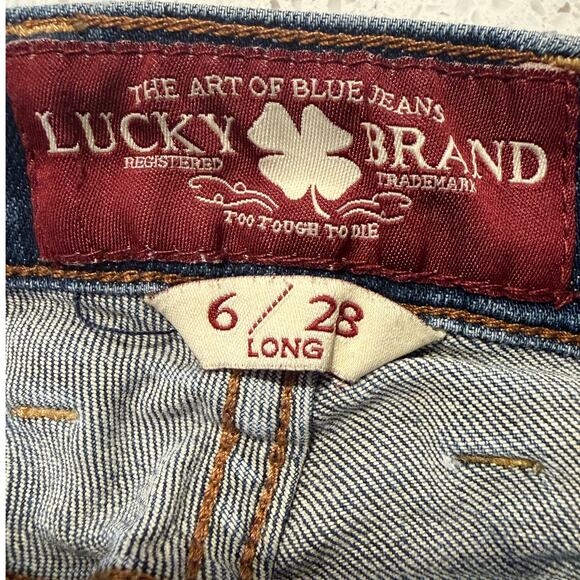 THE ART OF BLUE JEANS
LUCKY BRAND
REGISTERED TRADEMARK
TOO TOUGH TO DIE
6 / 28
LONG